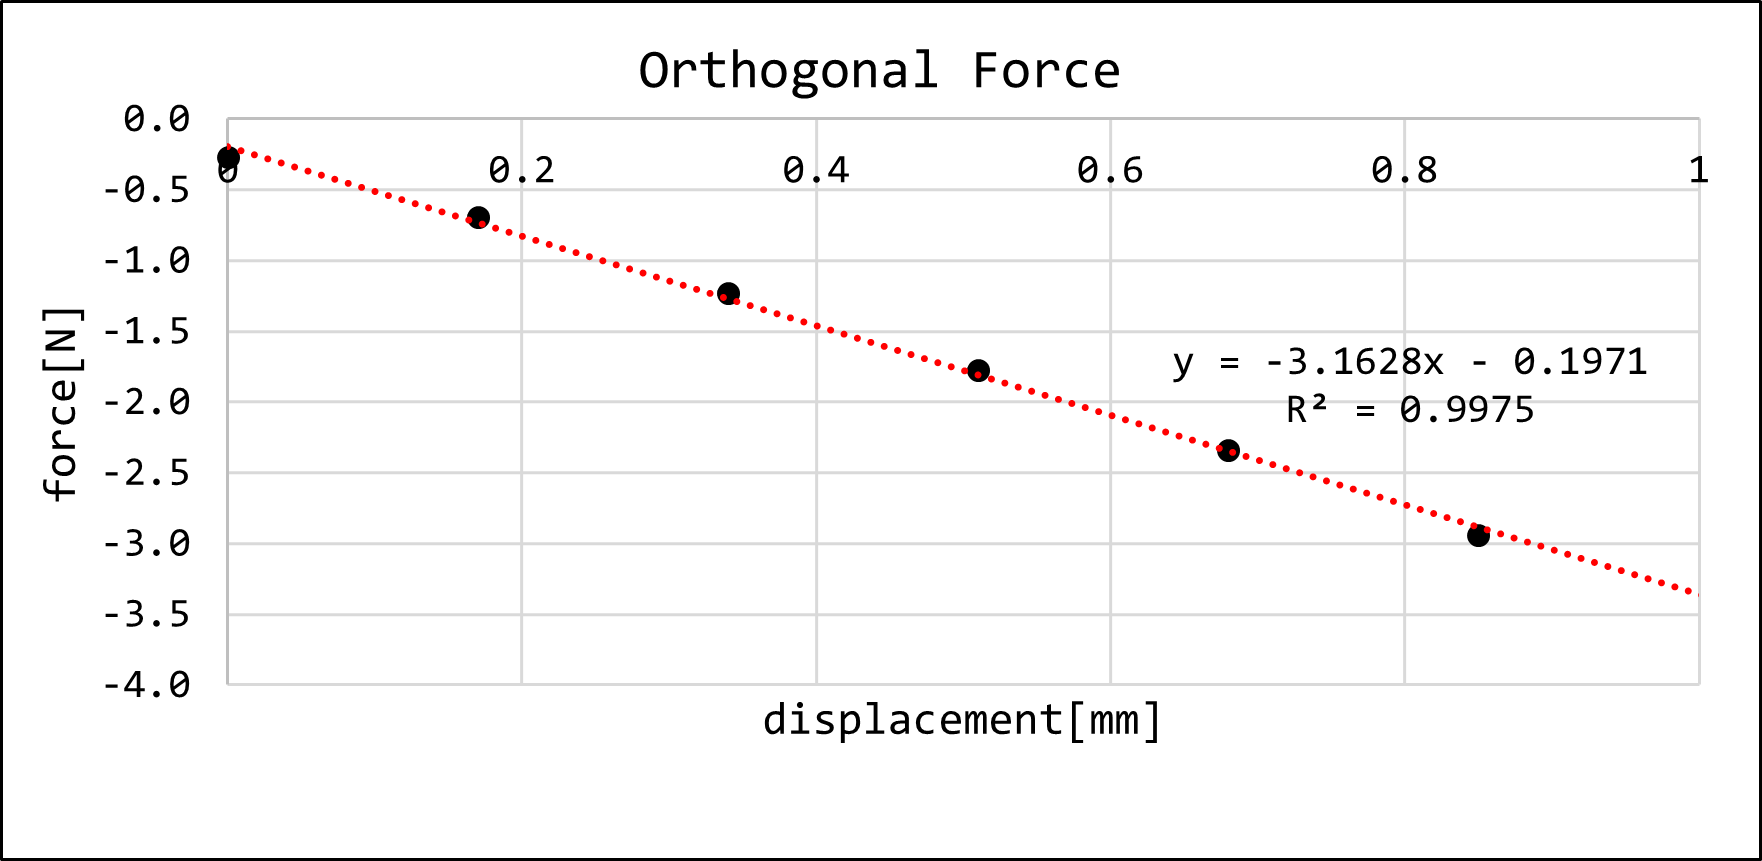 Orthogonal Force
0.0
0 0.2 0.4 0.6 0.8 1
-0.5
-1.0
-1.5
-2.0
-2.5
-3.0
-3.5
-4.0
force[N]
y = -3.1628x - 0.1971
R² = 0.9975
displacement[mm]